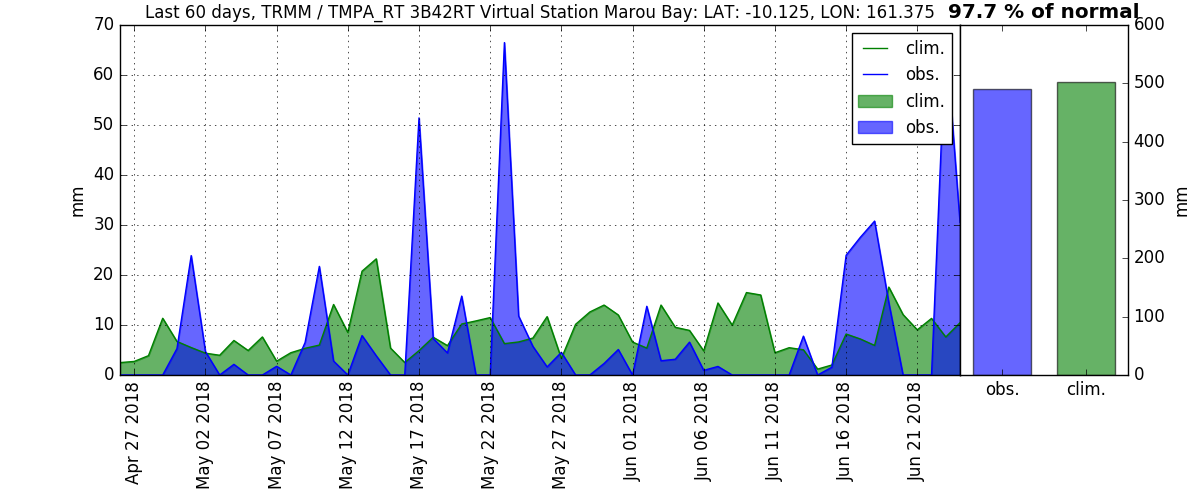 Last 60 days, TRMM / TMPA_RT 3B42RT Virtual Station Marou Bay: LAT: -10.125, LON: 161.375 97.7 % of normal
70
60
50
40
30
20
10
0
mm
clim.
obs.
clim.
obs.
600
500
400
300
200
100
0
mm
obs.
clim.
Apr 27 2018
May 02 2018
May 07 2018
May 12 2018
May 17 2018
May 22 2018
May 27 2018
Jun 01 2018
Jun 06 2018
Jun 11 2018
Jun 16 2018
Jun 21 2018